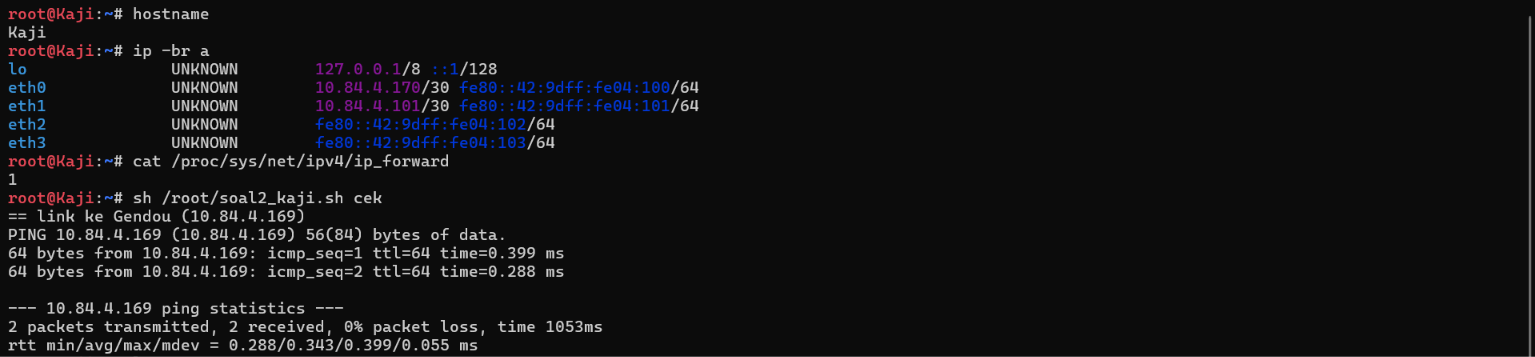 root@Kaji:~# hostname
Kaji
root@Kaji:~# ip -br a
lo               UNKNOWN        127.0.0.1/8 ::1/128
eth0             UNKNOWN        10.84.4.170/30 fe80::42:9dff:fe04:100/64
eth1             UNKNOWN        10.84.4.101/30 fe80::42:9dff:fe04:101/64
eth2             UNKNOWN        fe80::42:9dff:fe04:102/64
eth3             UNKNOWN        fe80::42:9dff:fe04:103/64
root@Kaji:~# cat /proc/sys/net/ipv4/ip_forward
1
root@Kaji:~# sh /root/soal2_kaji.sh cek
== link ke Gendou (10.84.4.169)
PING 10.84.4.169 (10.84.4.169) 56(84) bytes of data.
64 bytes from 10.84.4.169: icmp_seq=1 ttl=64 time=0.399 ms
64 bytes from 10.84.4.169: icmp_seq=2 ttl=64 time=0.288 ms
--- 10.84.4.169 ping statistics ---
2 packets transmitted, 2 received, 0% packet loss, time 1053ms
rtt min/avg/max/mdev = 0.288/0.343/0.399/0.055 ms